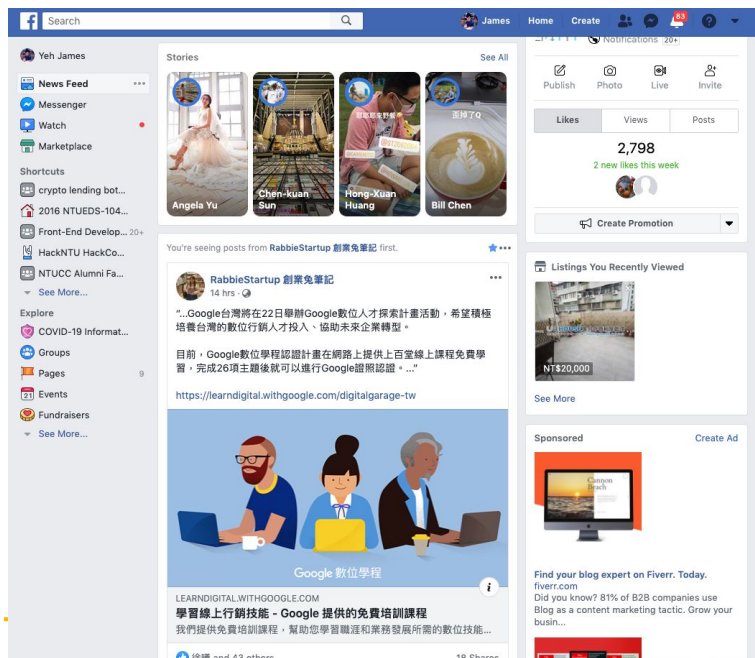 f Search
James Home Create 83
Yeh James
News Feed
Messenger
Watch
Marketplace
Shortcuts
crypto lending bot...
2016 NTUEDS-104...
Front-End Develop... 20+
HackNTU HackCo...
NTUCC Alumni Fa...
See More...
Explore
COVID-19 Informat...
Groups
Pages 9
21 Events
Fundraisers
See More...
Stories
See All
Angela Yu
Chen-kuan
Sun
Hong-Xuan
Huang
歪掉了Q
Bill Chen
You're seeing posts from RabbieStartup 創業兔筆記 first.
RabbieStartup 創業兔筆記
14 hrs ·
“...Google台灣將在22日舉辦Google數位人才探索計畫活動，希望積極
培養台灣的數位行銷人才投入、協助未來企業轉型。
目前，Google數位學程認證計畫在網路上提供上百堂線上課程免費學
習，完成26項主題後就可以進行Google證照認證。...”
https://learndigital.withgoogle.com/digitalgarage-tw
Google 數位學程
i
LEARNDIGITAL.WITHGOOGLE.COM
學習線上行銷技能 - Google 提供的免費培訓課程
我們提供免費培訓課程，幫助您學習職涯和業務發展所需的數位技能...
and 43 others
18 Shares
Notifications 20+
Publish Photo Live Invite
Likes Views Posts
2,798
2 new likes this week
Create Promotion
Listings You Recently Viewed
NT$20,000
See More
Sponsored
Create Ad
Cannon
Beach
Find your blog expert on Fiverr. Today.
fiverr.com
Did you know? 81% of B2B companies use
Blog as a content marketing tactic. Grow your
busin...